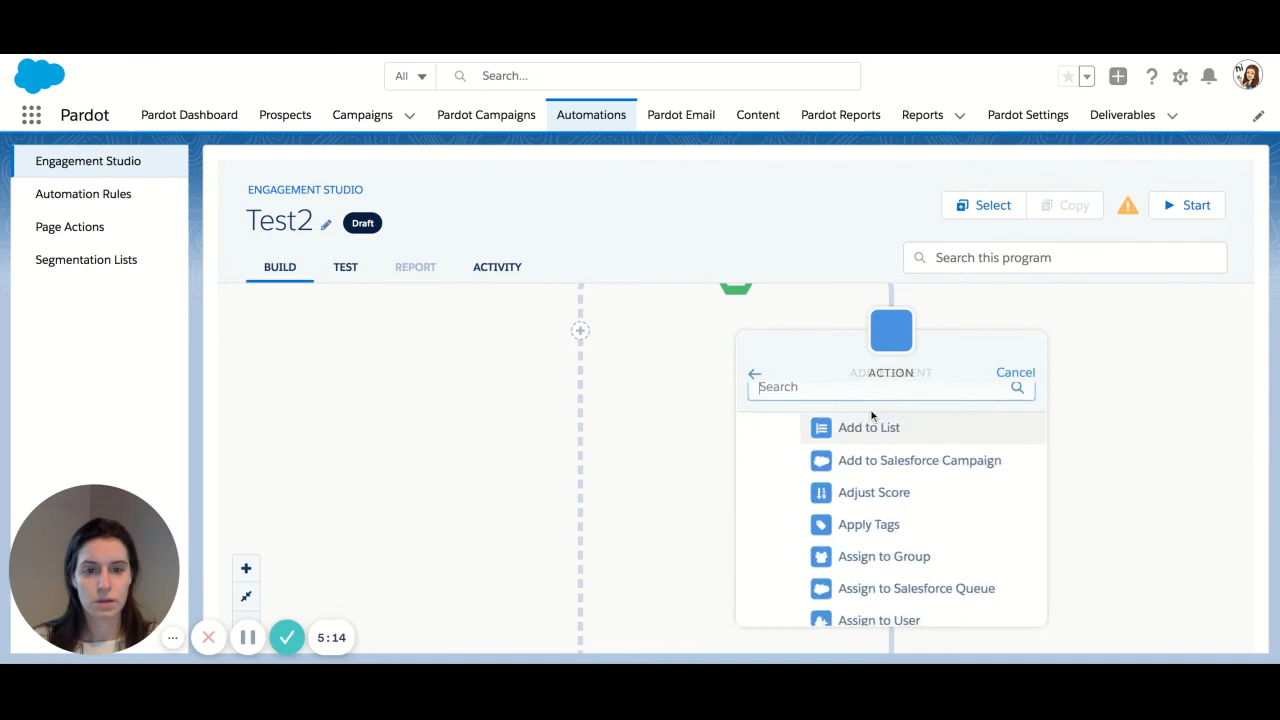 All
Search...
hi
Pardot
Pardot Dashboard
Prospects
Campaigns
Pardot Campaigns
Automations
Pardot Email
Content
Pardot Reports
Reports
Pardot Settings
Deliverables
Engagement Studio
Automation Rules
Page Actions
Segmentation Lists
ENGAGEMENT STUDIO
Test2
Draft
Select
Copy
Start
BUILD
TEST
REPORT
ACTIVITY
Search this program
ACTION
Cancel
Search
Add to List
Add to Salesforce Campaign
Adjust Score
Apply Tags
Assign to Group
Assign to Salesforce Queue
Assign to User
5:14